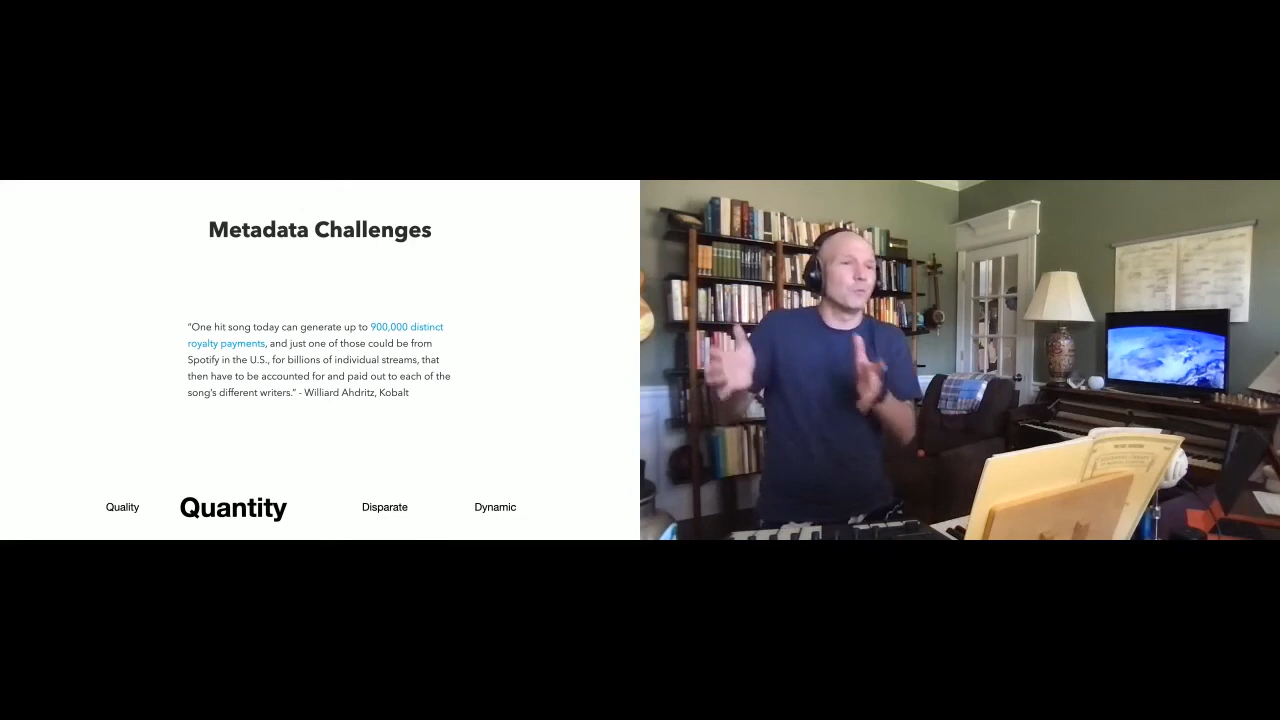 Metadata Challenges
"One hit song today can generate up to 900,000 distinct
royalty payments, and just one of those could be from
Spotify in the U.S., for billions of individual streams, that
then have to be accounted for and paid out to each of the
song's different writers." - Williard Ahdritz, Kobalt
Quality Quantity Disparate Dynamic